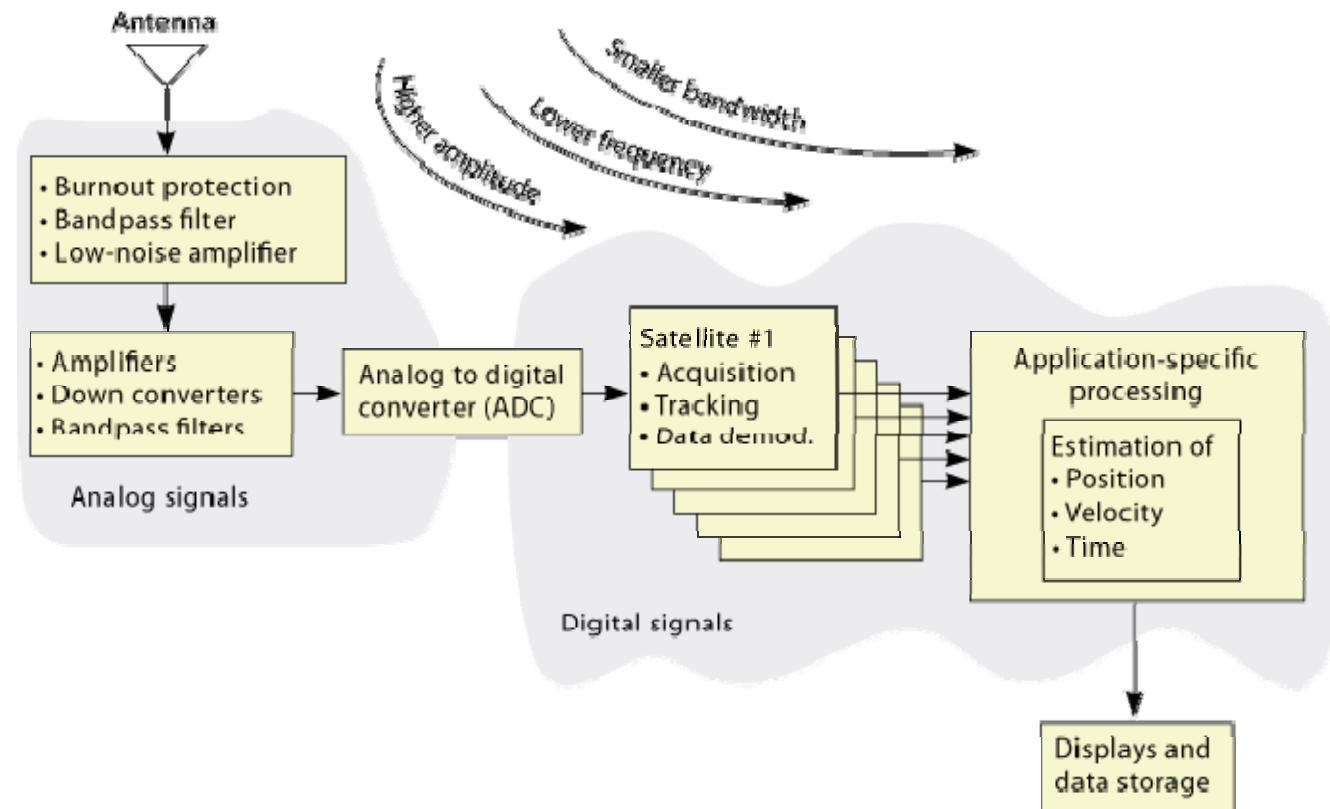 Antenna
Higher amplitude
Lower frequency
Smaller bandwidth
• Burnout protection
• Bandpass filter
• Low-noise amplifier
• Amplifiers
• Down converters
• Bandpass filters
Analog signals
Analog to digital
converter (ADC)
Satellite #1
• Acquisition
• Tracking
• Data demod.
Application-specific
processing
Estimation of
• Position
• Velocity
• Time
Digital signals
Displays and
data storage